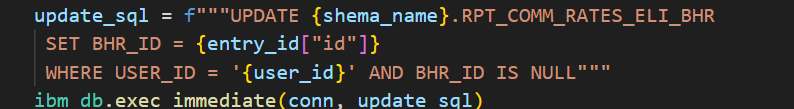 update_sql = f"""UPDATE {shema_name}.RPT_COMM_RATES_ELI_BHR
SET BHR_ID = {entry_id["id"]}
WHERE USER_ID = '{user_id}' AND BHR_ID IS NULL"""
ibm_db.exec_immediate(conn, update_sql)